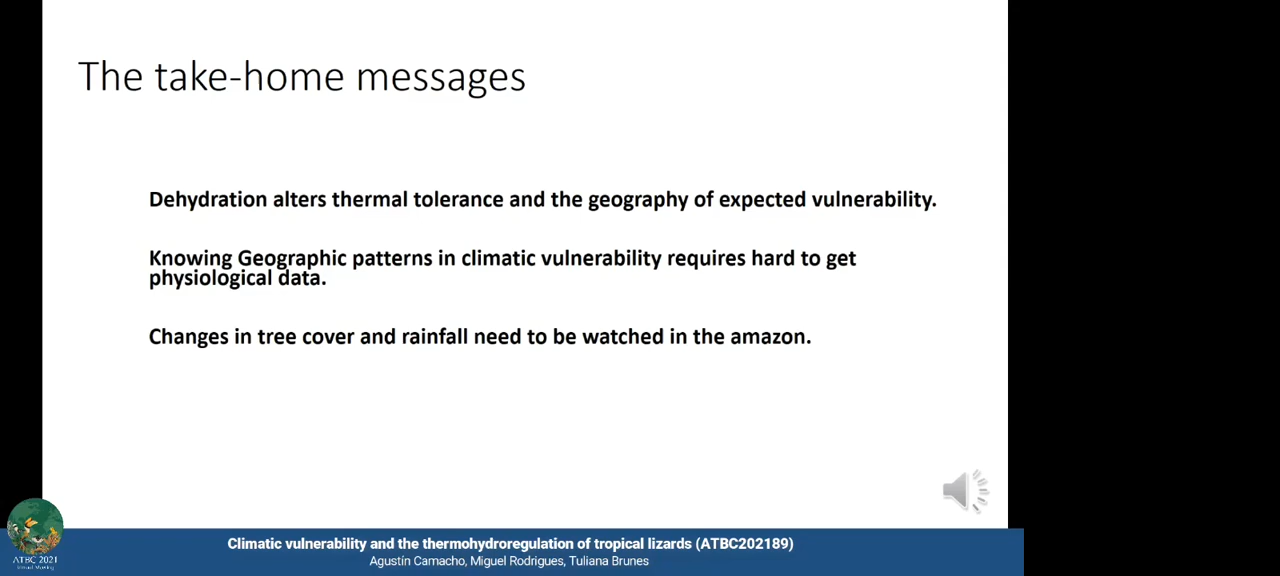 The take-home messages
Dehydration alters thermal tolerance and the geography of expected vulnerability.
Knowing Geographic patterns in climatic vulnerability requires hard to get
physiological data.
Changes in tree cover and rainfall need to be watched in the amazon.
ATBC 2021
Climatic vulnerability and the thermohydroregulation of tropical lizards (ATBC202189)
Agustín Camacho, Miguel Rodrigues, Tuliana Brunes